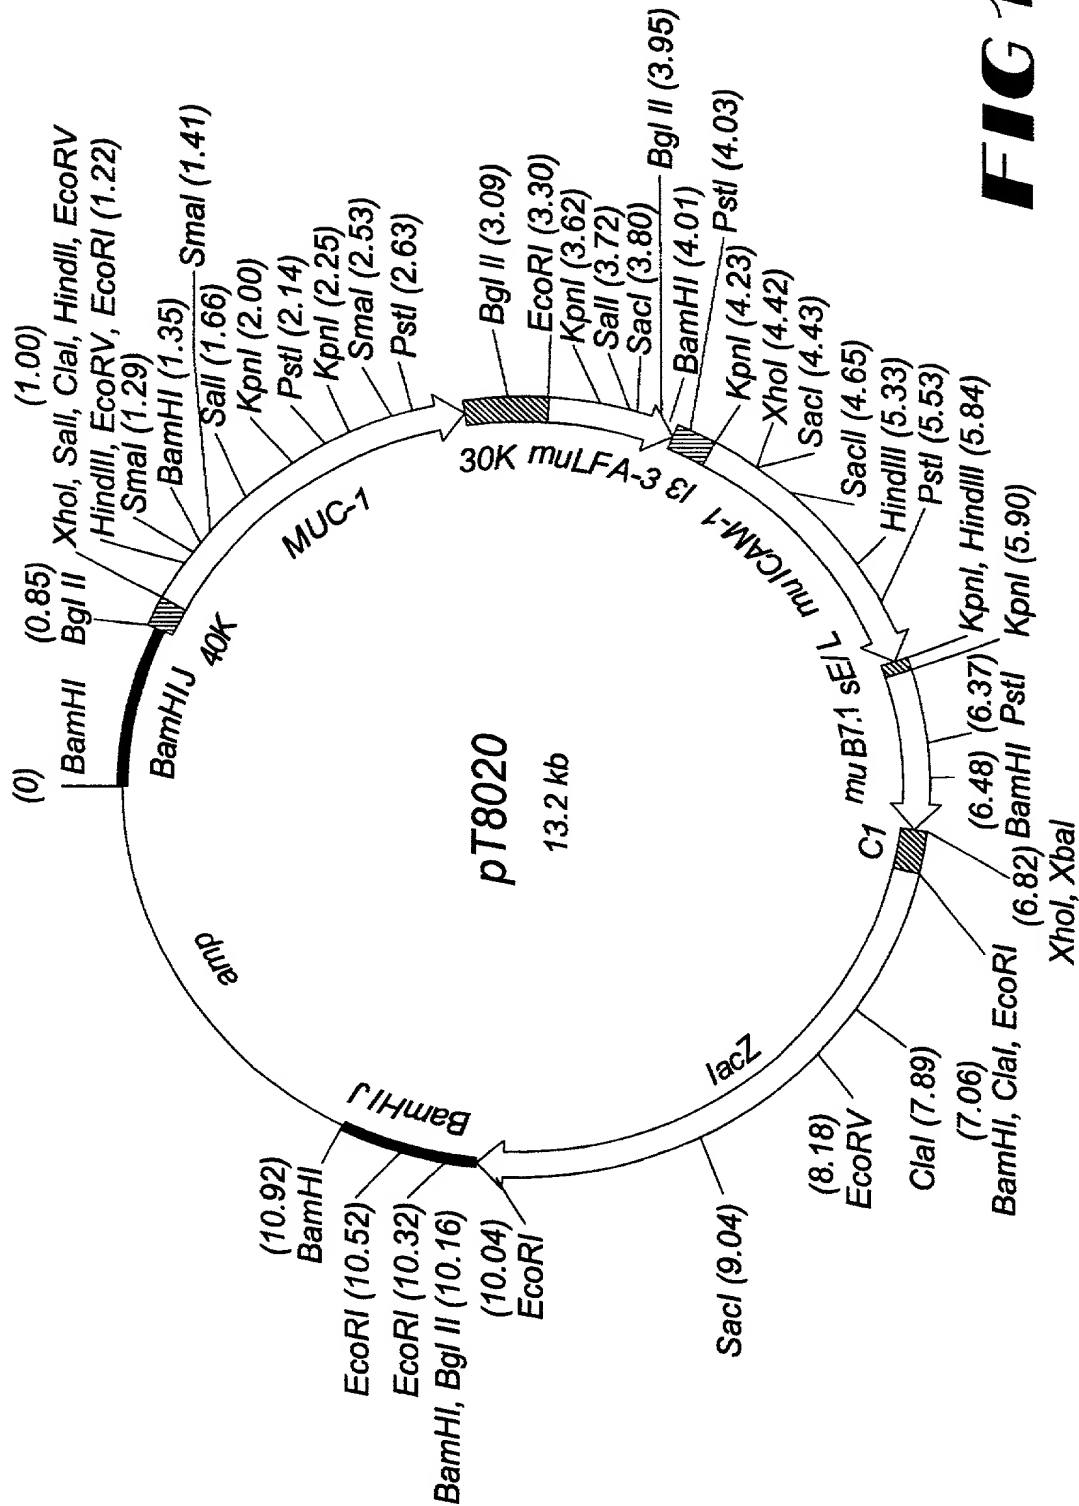 (0)
BamHI
(0.85)
Bgl II
(1.00)
XhoI, SalI, ClaI, HindII, EcoRV
HindIII, EcoRV, EcoRI (1.22)
SmaI (1.29)
BamHI (1.35)
SmaI (1.41)
SalI (1.66)
KpnI (2.00)
PstI (2.14)
KpnI (2.25)
SmaI (2.53)
PstI (2.63)
Bgl II (3.09)
EcoRI (3.30)
KpnI (3.62)
SalI (3.72)
SacI (3.80)
Bgl II (3.95)
BamHI (4.01)
PstI (4.03)
KpnI (4.23)
XhoI (4.42)
SacI (4.43)
SacII (4.65)
HindIII (5.33)
PstI (5.53)
KpnI, HindIII (5.84)
KpnI (5.90)
(6.37)
PstI
(6.48)
BamHI
(6.82)
XhoI, XbaI
(7.06)
BamHI, ClaI, EcoRI
ClaI (7.89)
(8.18)
EcoRV
SacI (9.04)
(10.04)
EcoRI
BamHI, Bgl II (10.16)
EcoRI (10.32)
EcoRI (10.52)
(10.92)
BamHI
BamHI J
40K
MUC-1
30K
muLFA-3
I3
muICAM-1
sE/L
muB7.1
C1
lacZ
BamHI J
amp
pT8020
13.2 kb
FIG 1